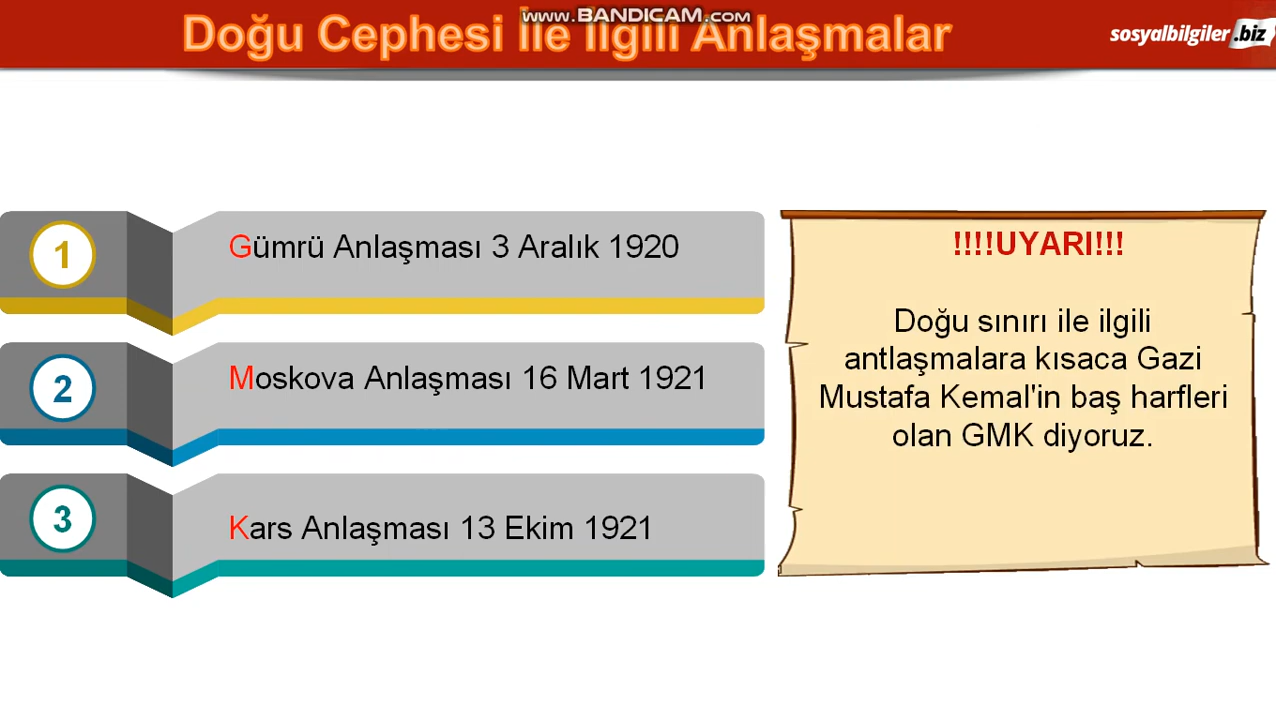 www.BANDICAM.com
Doğu Cephesi İle İlgili Anlaşmalar
sosyalbilgiler.biz
1
Gümrü Anlaşması 3 Aralık 1920
2
Moskova Anlaşması 16 Mart 1921
3
Kars Anlaşması 13 Ekim 1921
!!!!UYARI!!!
Doğu sınırı ile ilgili
antlaşmalara kısaca Gazi
Mustafa Kemal'in baş harfleri
olan GMK diyoruz.